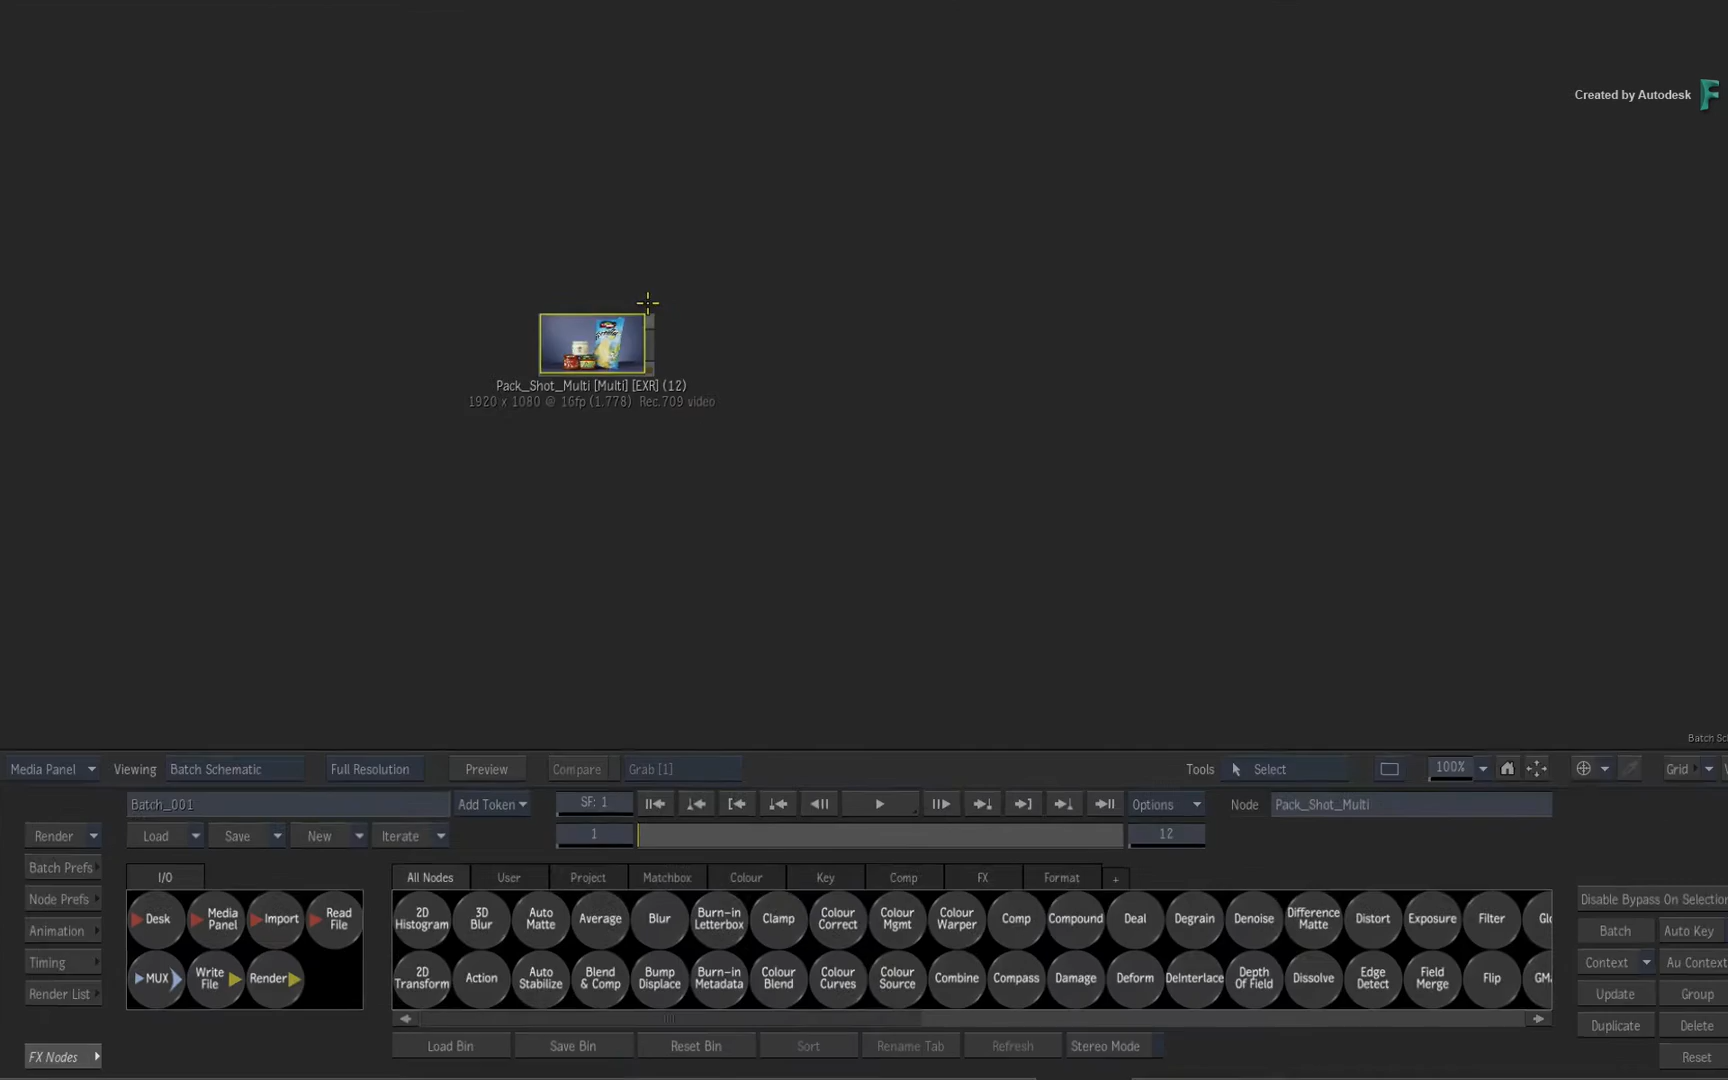 Created by Autodesk
Pack_Shot_Multi [Multi] [EXR] (12)
1920 x 1080 @ 16fp (1.778) Rec.709 video
Media Panel Viewing Batch Schematic Full Resolution Preview Compare Grab [1] Tools Select 100% Grid
Batch_001 Add Token SF: 1 Options Node Pack_Shot_Multi
Render Load Save New Iterate 1 12
Batch Prefs
I/O All Nodes User Project Matchbox Colour Key Comp FX Format +
Node Prefs Disable Bypass On Selection
Desk Media Panel Import Read File 2D Histogram 3D Blur Auto Matte Average Blur Burn-in Letterbox Clamp Colour Correct Colour Mgmt Colour Warper Comp Compound Deal Degrain Denoise Difference Matte Distort Exposure Filter
Animation Batch Auto Key
Timing Context Au Context
MUX Write File Render 2D Transform Action Auto Stabilize Blend & Comp Bump Displace Burn-in Metadata Colour Blend Colour Curves Colour Source Combine Compass Damage Deform DeInterlace Depth Of Field Dissolve Edge Detect Field Merge Flip
Render List Update Group
Duplicate Delete
Load Bin Save Bin Reset Bin Sort Rename Tab Refresh Stereo Mode
FX Nodes Reset